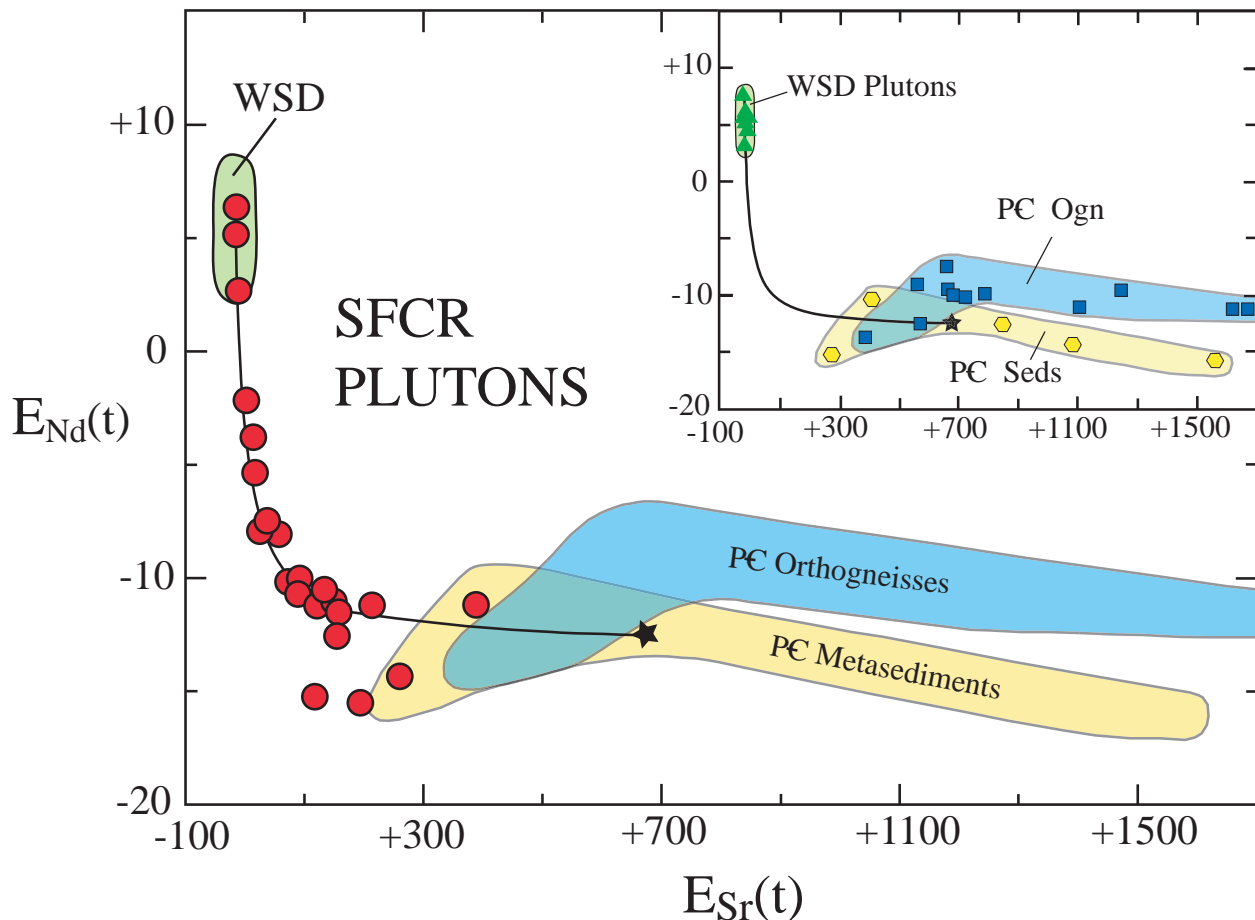 WSD
+10
0
-10
-20
E_Nd(t)
SFCR
PLUTONS
PЄ Orthogneisses
PЄ Metasediments
-100
+300
+700
+1100
+1500
E_Sr(t)
+10
0
-10
-20
WSD Plutons
PЄ Ogn
PЄ Seds
-100
+300
+700
+1100
+1500